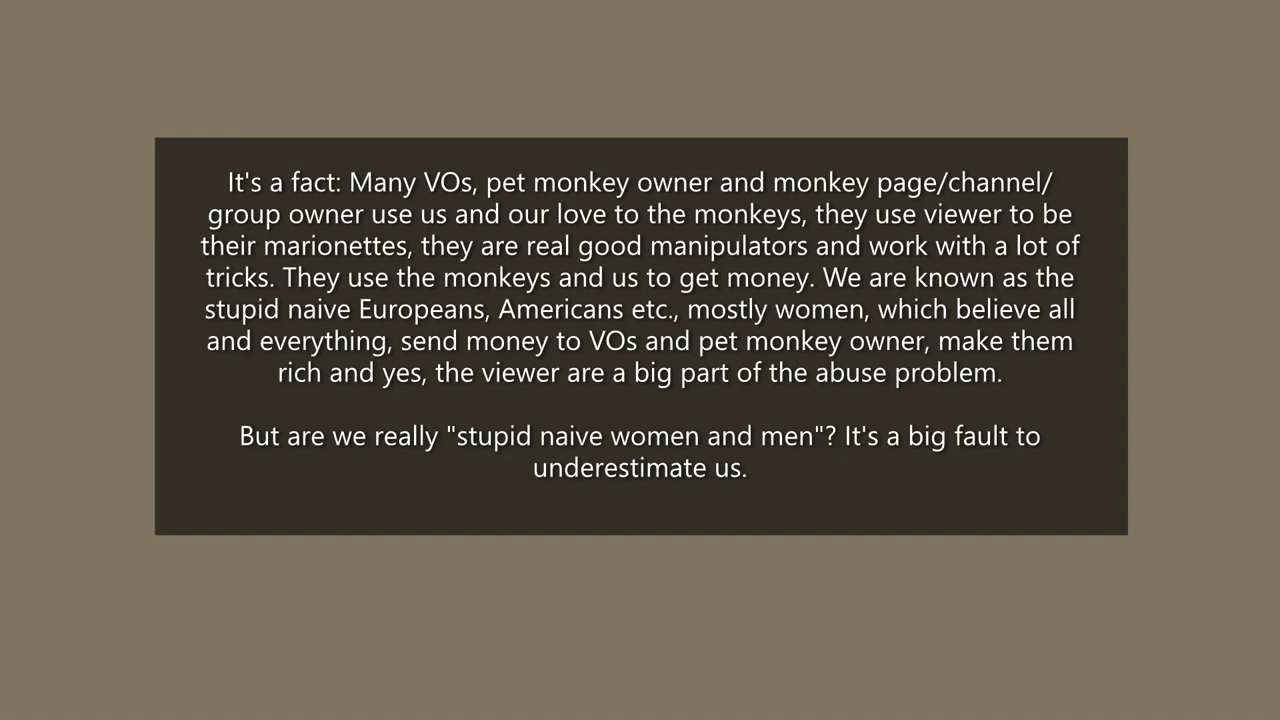 It's a fact: Many VOs, pet monkey owner and monkey page/channel/
group owner use us and our love to the monkeys, they use viewer to be
their marionettes, they are real good manipulators and work with a lot of
tricks. They use the monkeys and us to get money. We are known as the
stupid naive Europeans, Americans etc., mostly women, which believe all
and everything, send money to VOs and pet monkey owner, make them
rich and yes, the viewer are a big part of the abuse problem.
But are we really "stupid naive women and men"? It's a big fault to
underestimate us.